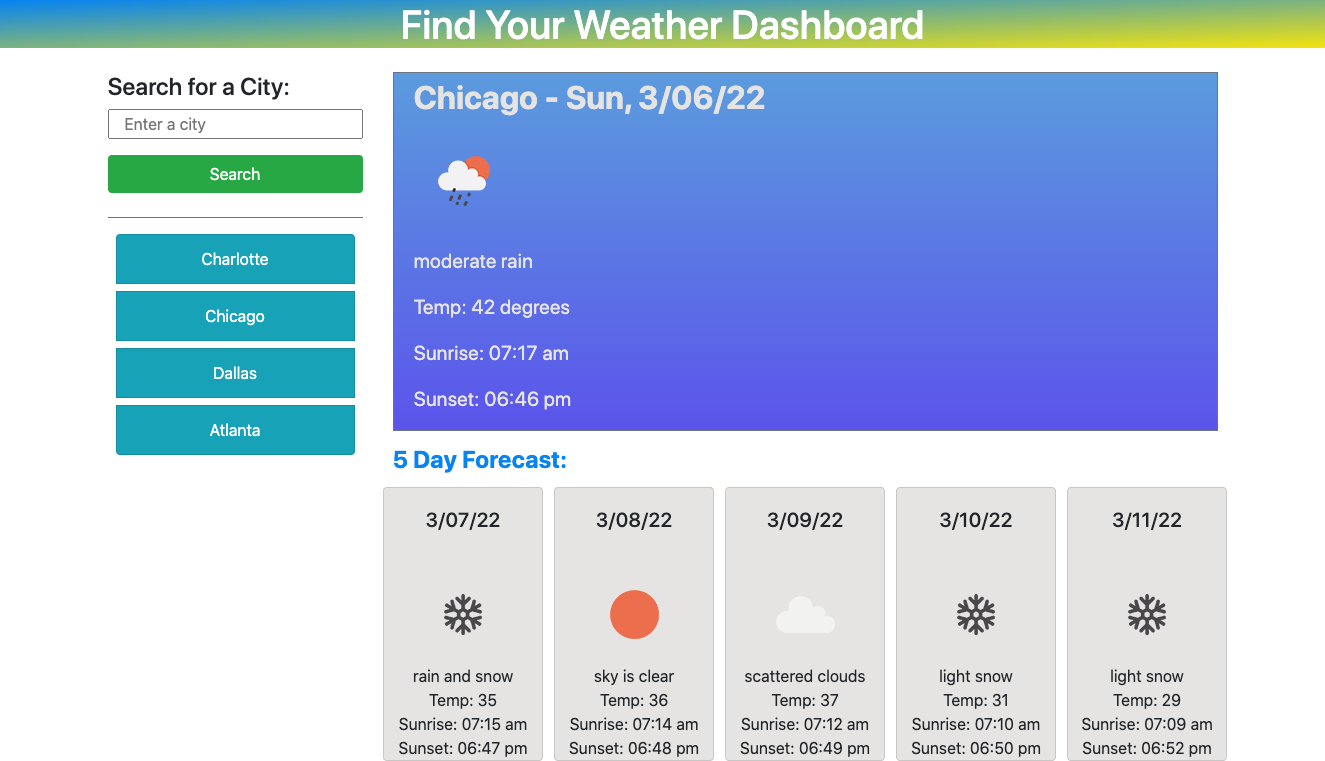 Find Your Weather Dashboard
Search for a City:
Enter a city
Search
Charlotte
Chicago
Dallas
Atlanta
Chicago - Sun, 3/06/22
moderate rain
Temp: 42 degrees
Sunrise: 07:17 am
Sunset: 06:46 pm
5 Day Forecast:
3/07/22
rain and snow
Temp: 35
Sunrise: 07:15 am
Sunset: 06:47 pm
3/08/22
sky is clear
Temp: 36
Sunrise: 07:14 am
Sunset: 06:48 pm
3/09/22
scattered clouds
Temp: 37
Sunrise: 07:12 am
Sunset: 06:49 pm
3/10/22
light snow
Temp: 31
Sunrise: 07:10 am
Sunset: 06:50 pm
3/11/22
light snow
Temp: 29
Sunrise: 07:09 am
Sunset: 06:52 pm